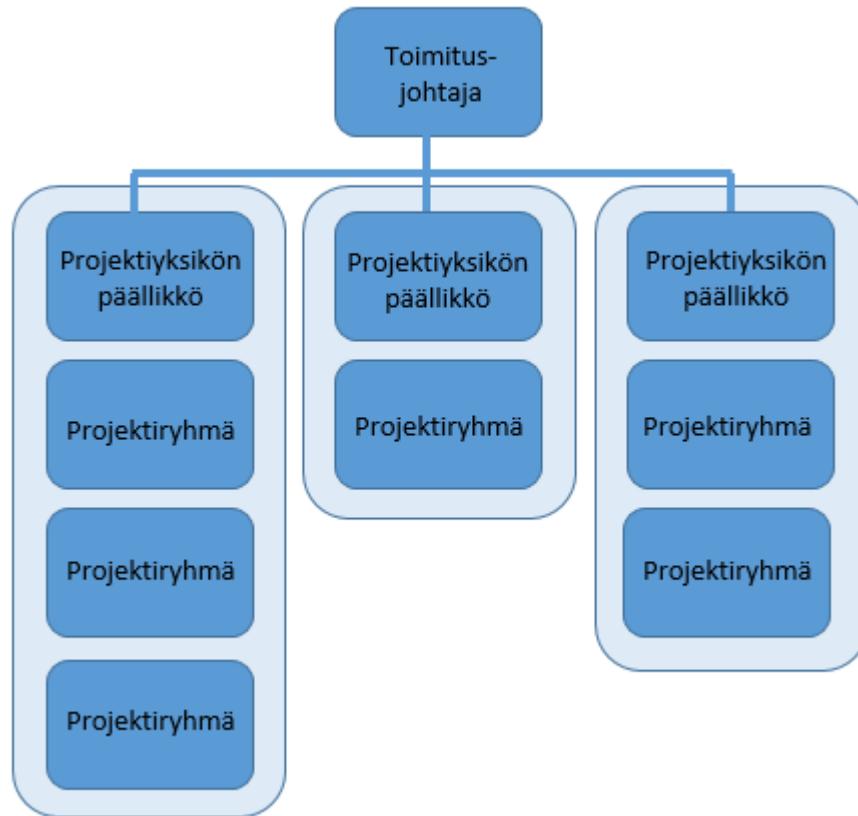 Toimitus-
johtaja
Projektiyksikön
päällikkö
Projektiryhmä
Projektiryhmä
Projektiryhmä
Projektiyksikön
päällikkö
Projektiryhmä
Projektiyksikön
päällikkö
Projektiryhmä
Projektiryhmä